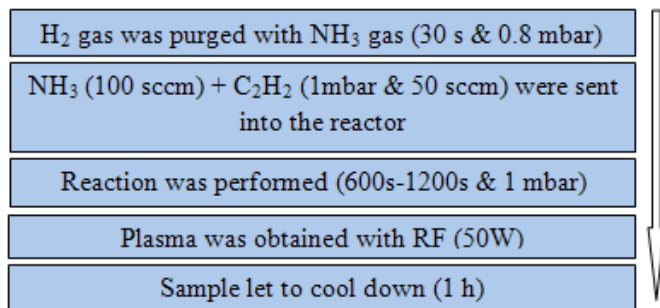 H₂ gas was purged with NH₃ gas (30 s & 0.8 mbar)
NH₃ (100 sccm) + C₂H₂ (1mbar & 50 sccm) were sent
into the reactor
Reaction was performed (600s-1200s & 1 mbar)
Plasma was obtained with RF (50W)
Sample let to cool down (1 h)